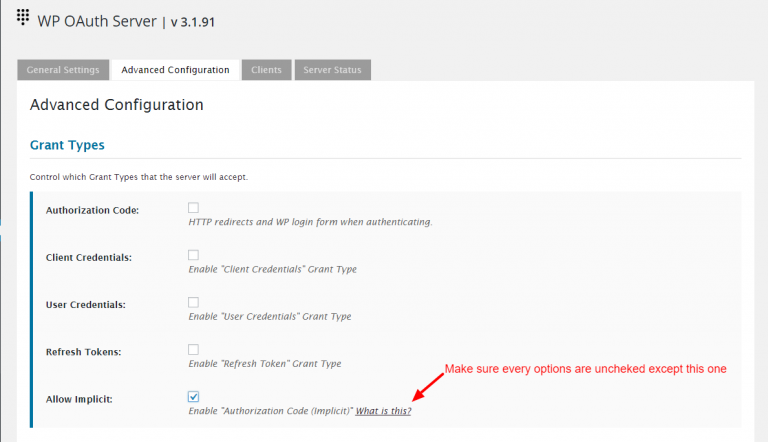 WP OAuth Server | v 3.1.91
General Settings
Advanced Configuration
Clients
Server Status
Advanced Configuration
Grant Types
Control which Grant Types that the server will accept.
Authorization Code:
HTTP redirects and WP login form when authenticating.
Client Credentials:
Enable "Client Credentials" Grant Type
User Credentials:
Enable "User Credentials" Grant Type
Refresh Tokens:
Enable "Refresh Token" Grant Type
Make sure every options are uncheked except this one
Allow Implicit:
Enable "Authorization Code (Implicit)" What is this?